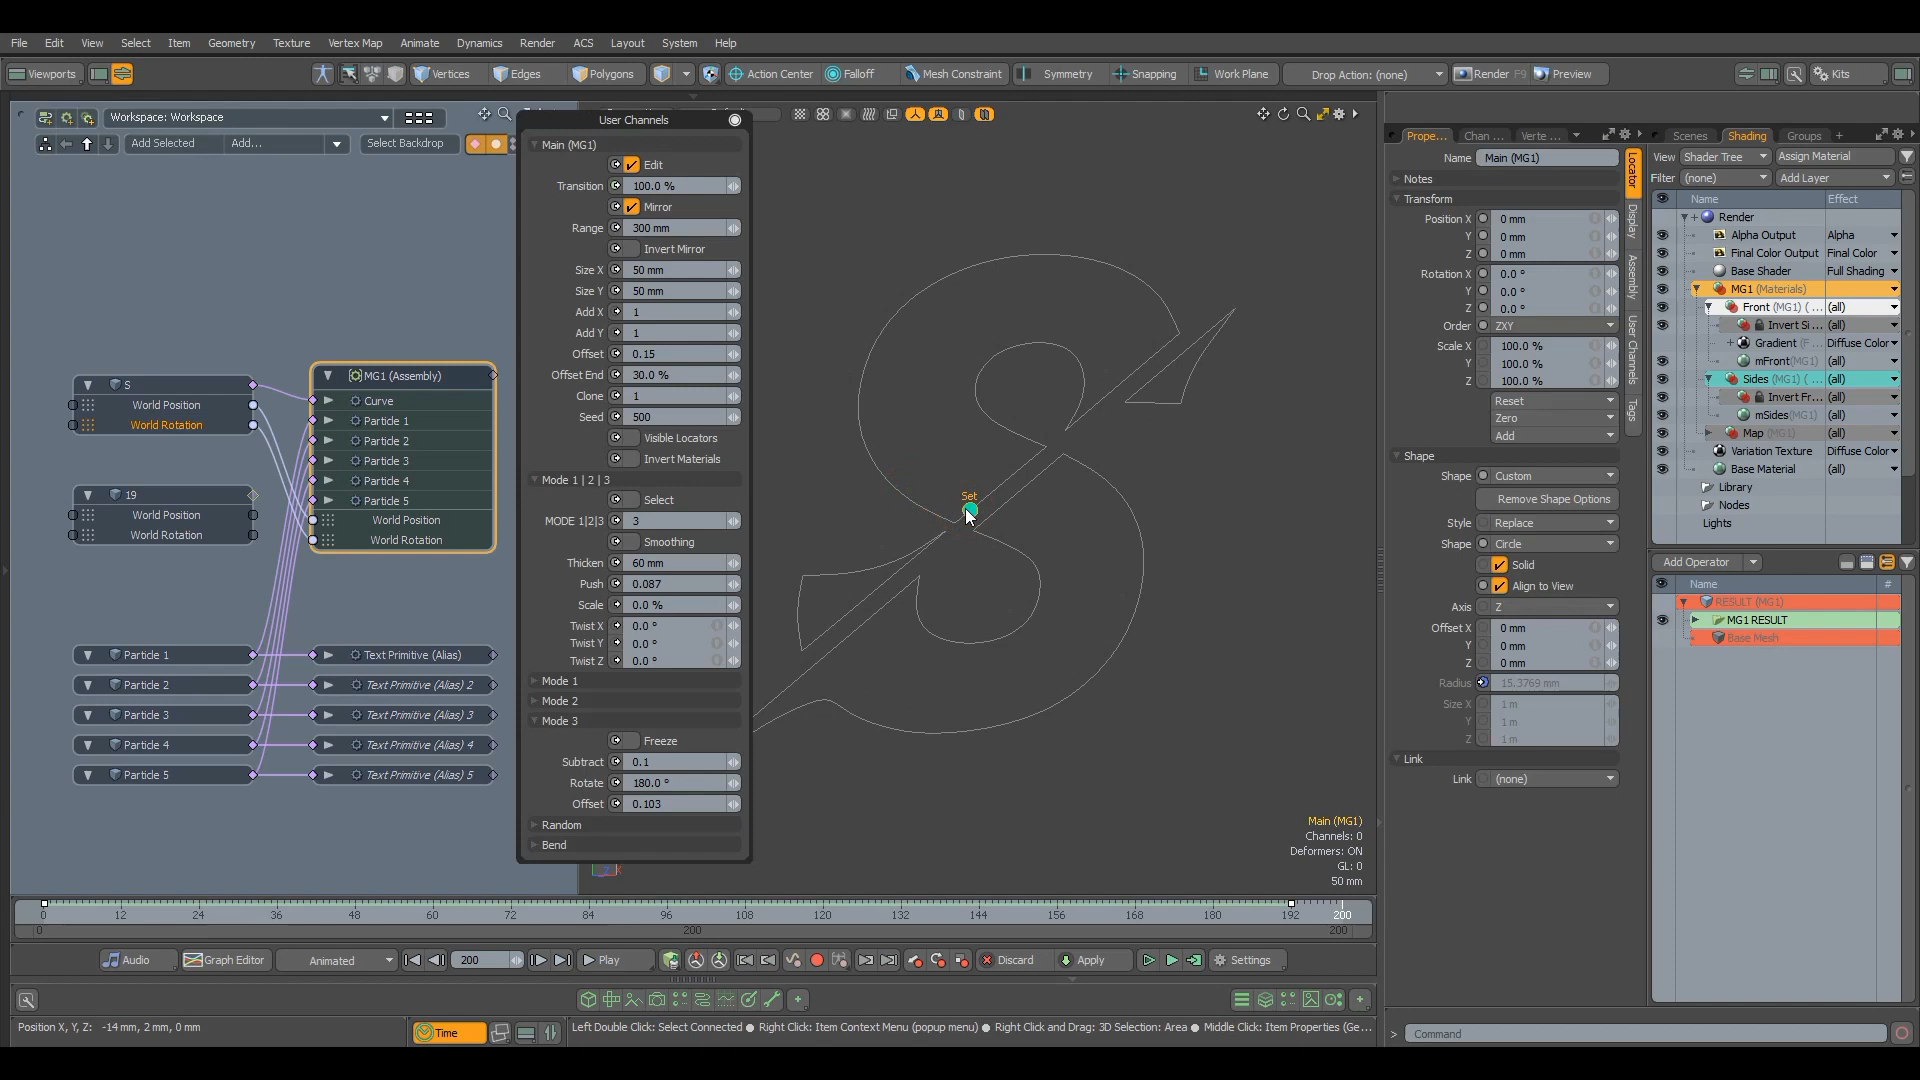 File Edit View Select Item Geometry Texture Vertex Map Animate Dynamics Render ACS Layout System Help
Viewports Vertices Edges Polygons Action Center Falloff Mesh Constraint Symmetry Snapping Work Plane Drop Action: (none) Render F9 Preview Kits
Workspace: Workspace
Add Selected Add... Select Backdrop
S
World Position
World Rotation
19
World Position
World Rotation
MG1 (Assembly)
Curve
Particle 1
Particle 2
Particle 3
Particle 4
Particle 5
World Position
World Rotation
Particle 1 Text Primitive (Alias)
Particle 2 Text Primitive (Alias) 2
Particle 3 Text Primitive (Alias) 3
Particle 4 Text Primitive (Alias) 4
Particle 5 Text Primitive (Alias) 5
User Channels
Main (MG1)
Edit
Transition 100.0 %
Mirror
Range 300 mm
Invert Mirror
Size X 50 mm
Size Y 50 mm
Add X 1
Add Y 1
Offset 0.15
Offset End 30.0 %
Clone 1
Seed 500
Visible Locators
Invert Materials
Mode 1 | 2 | 3
Select
MODE 1|2|3 3
Smoothing
Thicken 60 mm
Push 0.087
Scale 0.0 %
Twist X 0.0 °
Twist Y 0.0 °
Twist Z 0.0 °
Mode 1
Mode 2
Mode 3
Freeze
Subtract 0.1
Rotate 180.0 °
Offset 0.103
Random
Bend
Set
Main (MG1)
Channels: 0
Deformers: ON
GL: 0
50 mm
Prope... Chan ... Verte ...
Name Main (MG1)
Notes
Transform
Position X 0 mm
Y 0 mm
Z 0 mm
Rotation X 0.0 °
Y 0.0 °
Z 0.0 °
Order ZXY
Scale X 100.0 %
Y 100.0 %
Z 100.0 %
Reset
Zero
Add
Shape
Shape Custom
Remove Shape Options
Style Replace
Shape Circle
Solid
Align to View
Axis Z
Offset X 0 mm
Y 0 mm
Z 0 mm
Radius 15.3769 mm
Size X 1 m
Y 1 m
Z 1 m
Link
Link (none)
Locator
Display
Assembly
User Channels
Tags
Scenes Shading Groups +
View Shader Tree Assign Material
Filter (none) Add Layer
Name Effect
Render
Alpha Output Alpha
Final Color Output Final Color
Base Shader Full Shading
MG1 (Materials)
Front (MG1) ( ... (all)
Invert Si ... (all)
Gradient (F ... Diffuse Color
mFront(MG1) (all)
Sides (MG1) ( ... (all)
Invert Fr... (all)
mSides(MG1) (all)
Map (MG1) (all)
Variation Texture Diffuse Color
Base Material (all)
Library
Nodes
Lights
Add Operator
Name #
RESULT (MG1)
MG1 RESULT
Base Mesh
0 12 24 36 48 60 72 84 96 108 120 132 144 156 168 180 192 200
0 200 200
Audio Graph Editor Animated 200 Play Discard Apply Settings
Position X, Y, Z: -14 mm, 2 mm, 0 mm
Time
Left Double Click: Select Connected ● Right Click: Item Context Menu (popup menu) ● Right Click and Drag: 3D Selection: Area ● Middle Click: Item Properties (Ge...
> Command